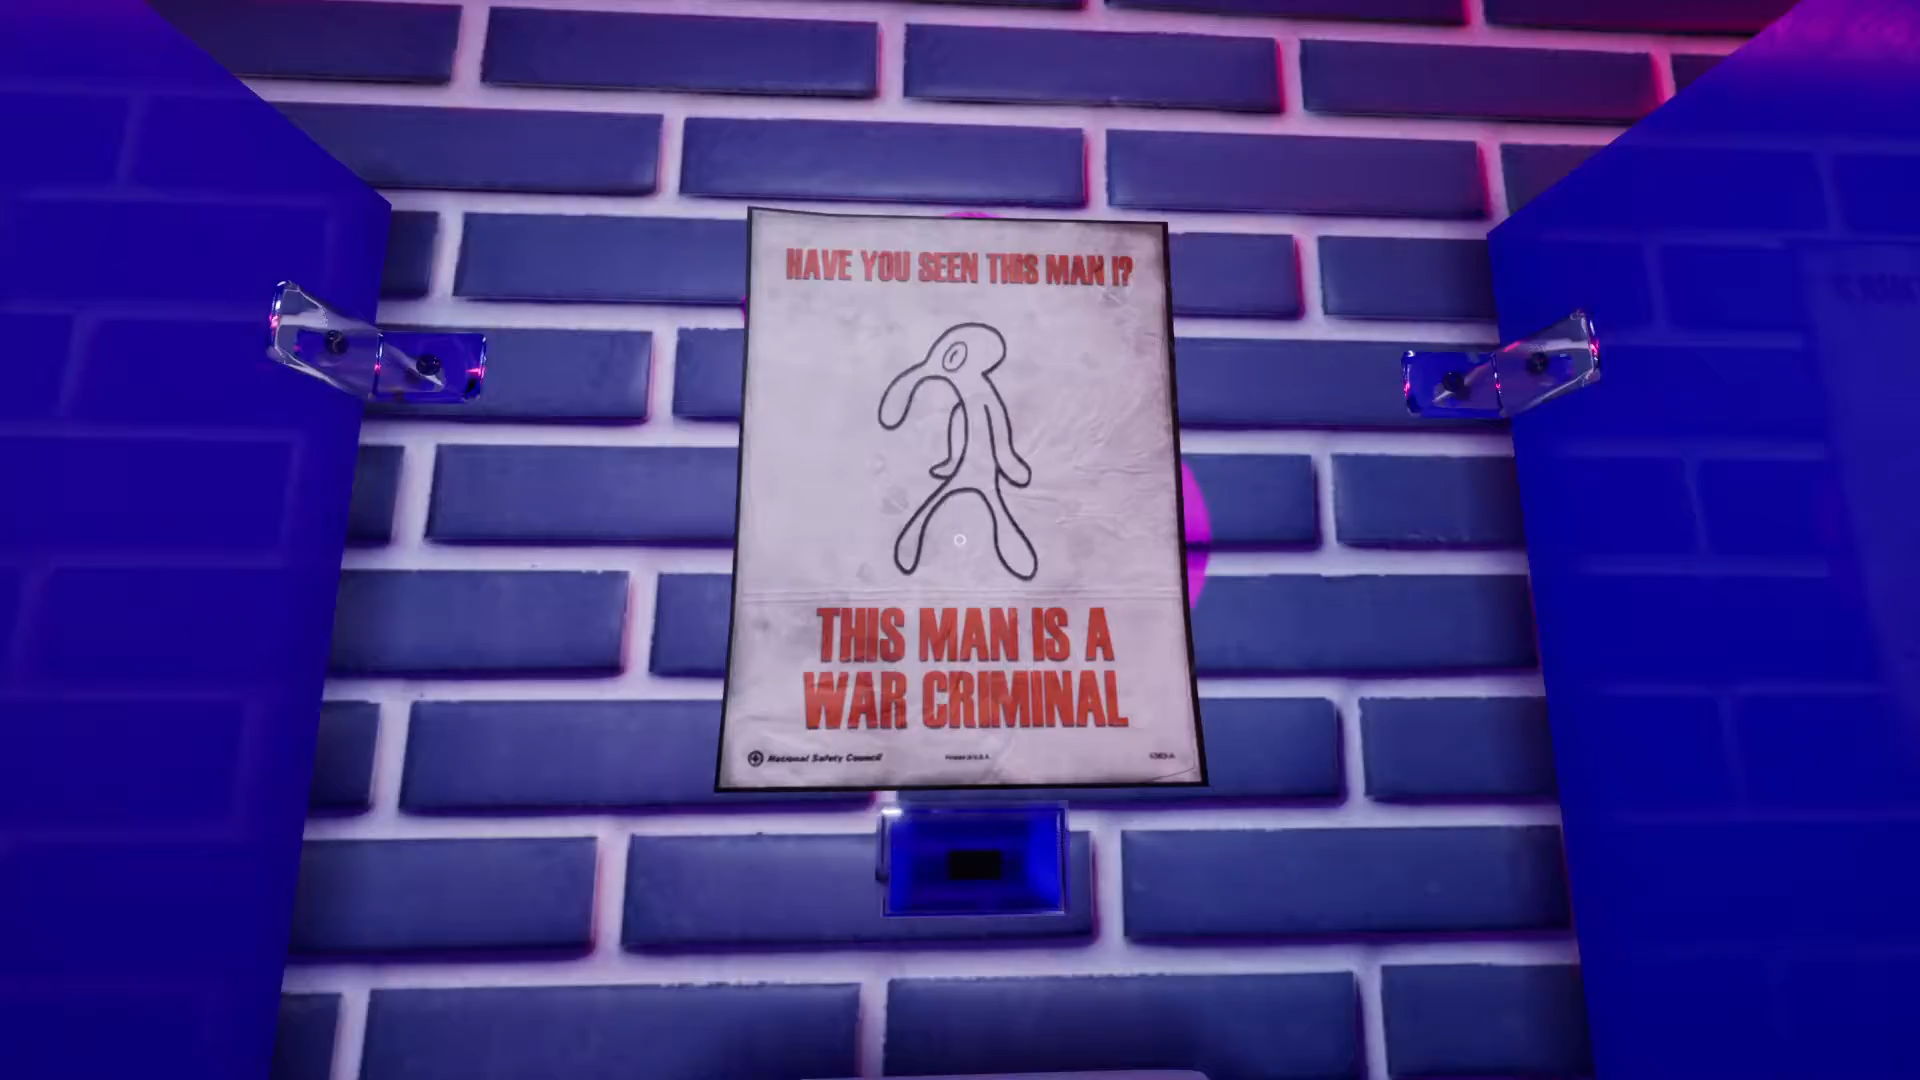 HAVE YOU SEEN THIS MAN !?
THIS MAN IS A
WAR CRIMINAL
National Safety Council